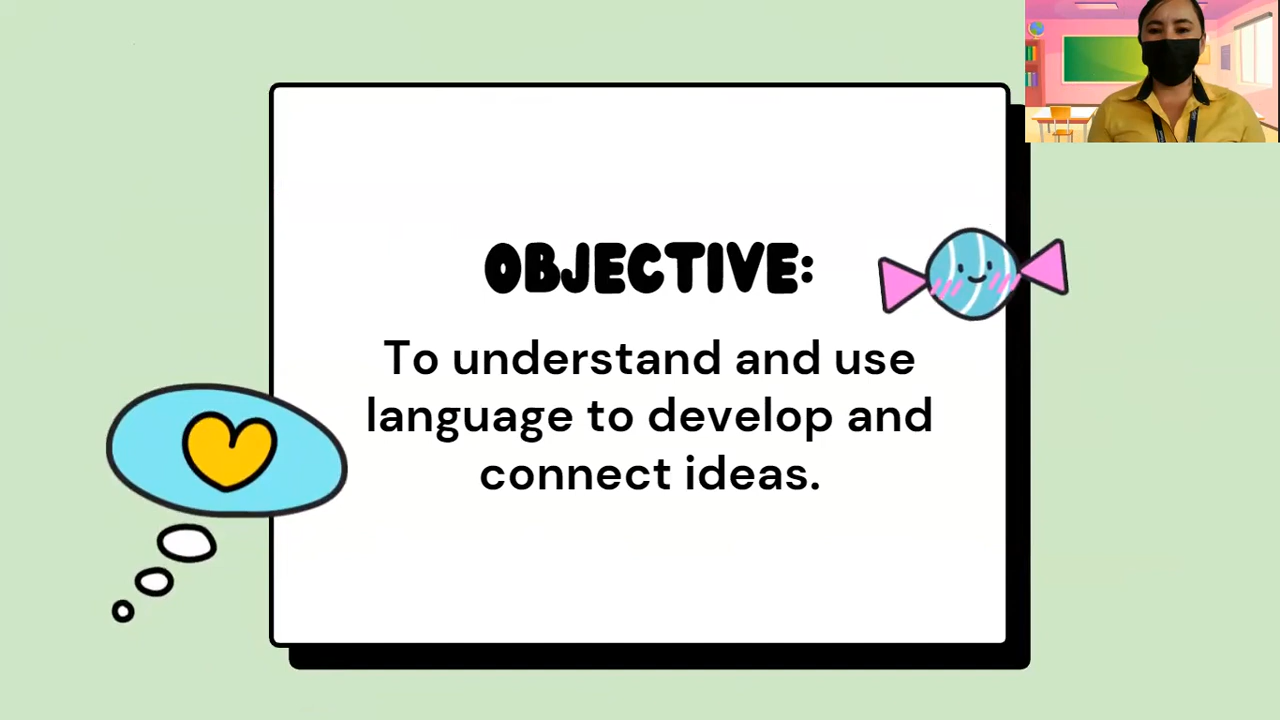 OBJECTIVE:
To understand and use
language to develop and
connect ideas.